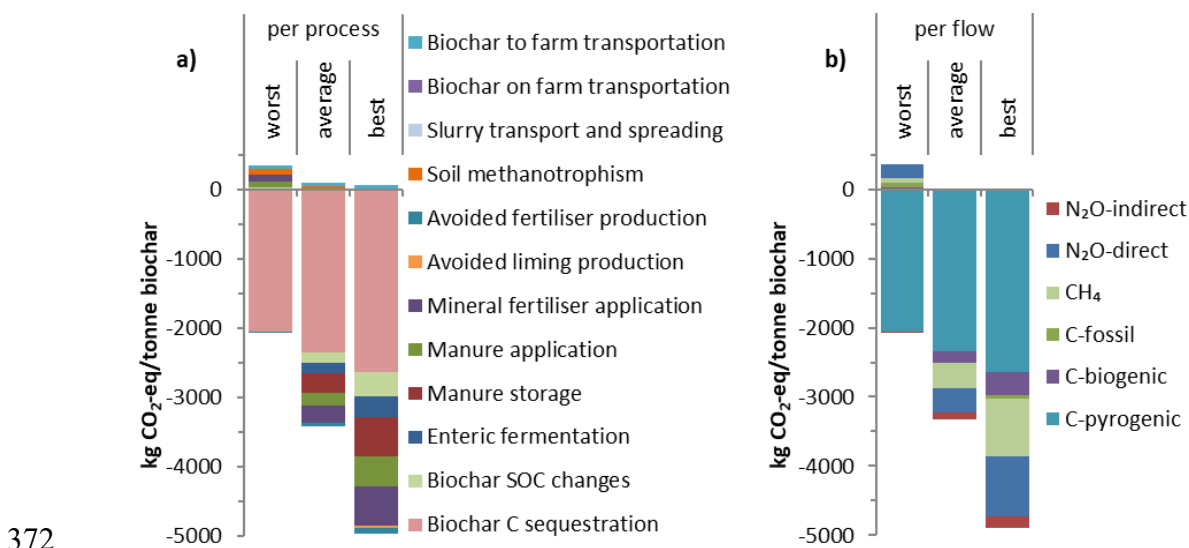 per process
a)
worst
average
best
0
-1000
-2000
-3000
-4000
-5000
kg CO₂-eq/tonne biochar
Biochar to farm transportation
Biochar on farm transportation
Slurry transport and spreading
Soil methanotrophism
Avoided fertiliser production
Avoided liming production
Mineral fertiliser application
Manure application
Manure storage
Enteric fermentation
Biochar SOC changes
Biochar C sequestration
per flow
b)
worst
average
best
0
-1000
-2000
-3000
-4000
-5000
kg CO₂-eq/tonne biochar
N₂O-indirect
N₂O-direct
CH₄
C-fossil
C-biogenic
C-pyrogenic
372